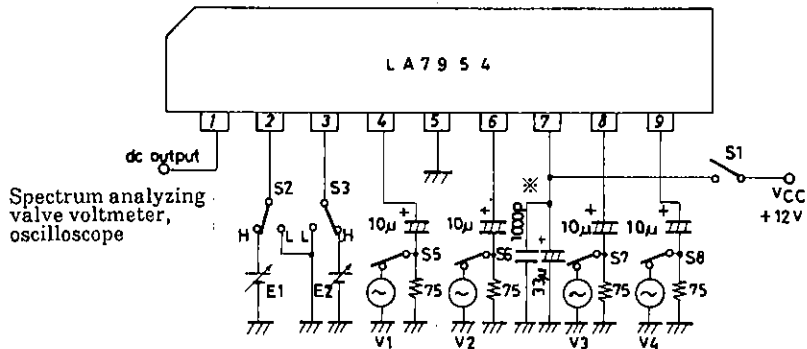 LA7954
1 2 3 4 5 6 7 8 9
dc output
Spectrum analyzing
valve voltmeter,
oscilloscope
S2 S3 ※ S1
VCC
+12V
H L L H
E1 E2
10μ + 10μ + 1000p + 33μ 10μ + 10μ +
S5 S6 S7 S8
75 75 75 75
V1 V2 V3 V4